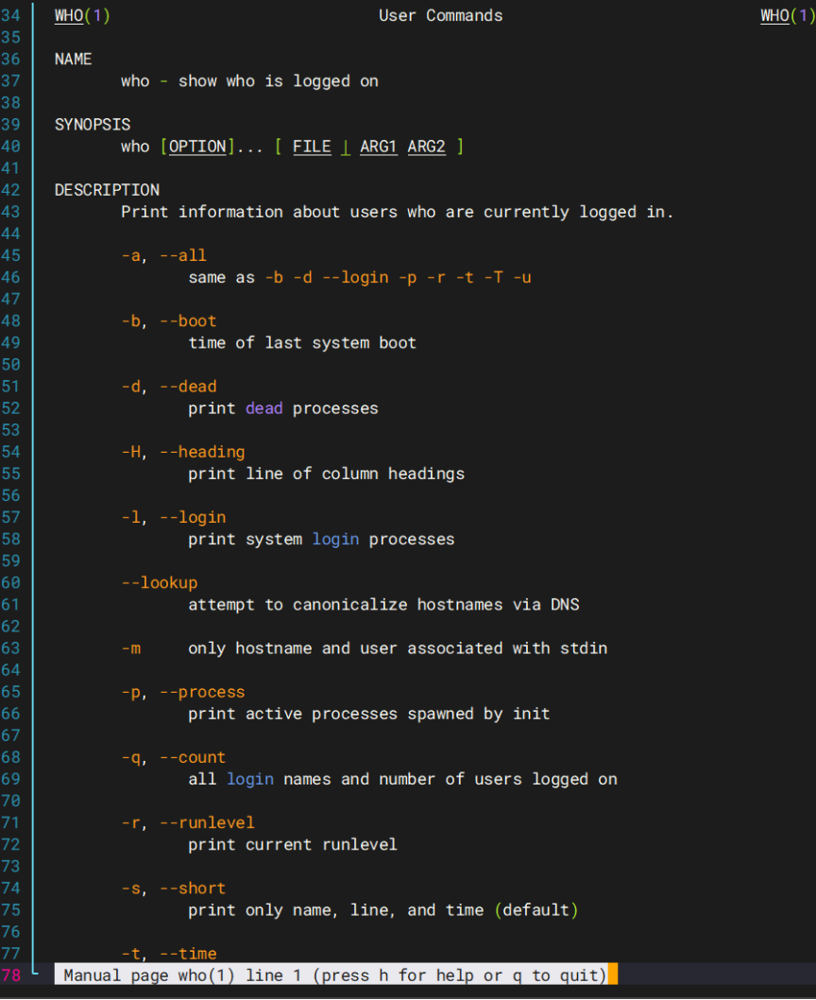 34 WHO(1) User Commands WHO(1)
35
36 NAME
37 who - show who is logged on
38
39 SYNOPSIS
40 who [OPTION]... [ FILE | ARG1 ARG2 ]
41
42 DESCRIPTION
43 Print information about users who are currently logged in.
44
45 -a, --all
46 same as -b -d --login -p -r -t -T -u
47
48 -b, --boot
49 time of last system boot
50
51 -d, --dead
52 print dead processes
53
54 -H, --heading
55 print line of column headings
56
57 -l, --login
58 print system login processes
59
60 --lookup
61 attempt to canonicalize hostnames via DNS
62
63 -m only hostname and user associated with stdin
64
65 -p, --process
66 print active processes spawned by init
67
68 -q, --count
69 all login names and number of users logged on
70
71 -r, --runlevel
72 print current runlevel
73
74 -s, --short
75 print only name, line, and time (default)
76
77 -t, --time
78 Manual page who(1) line 1 (press h for help or q to quit)